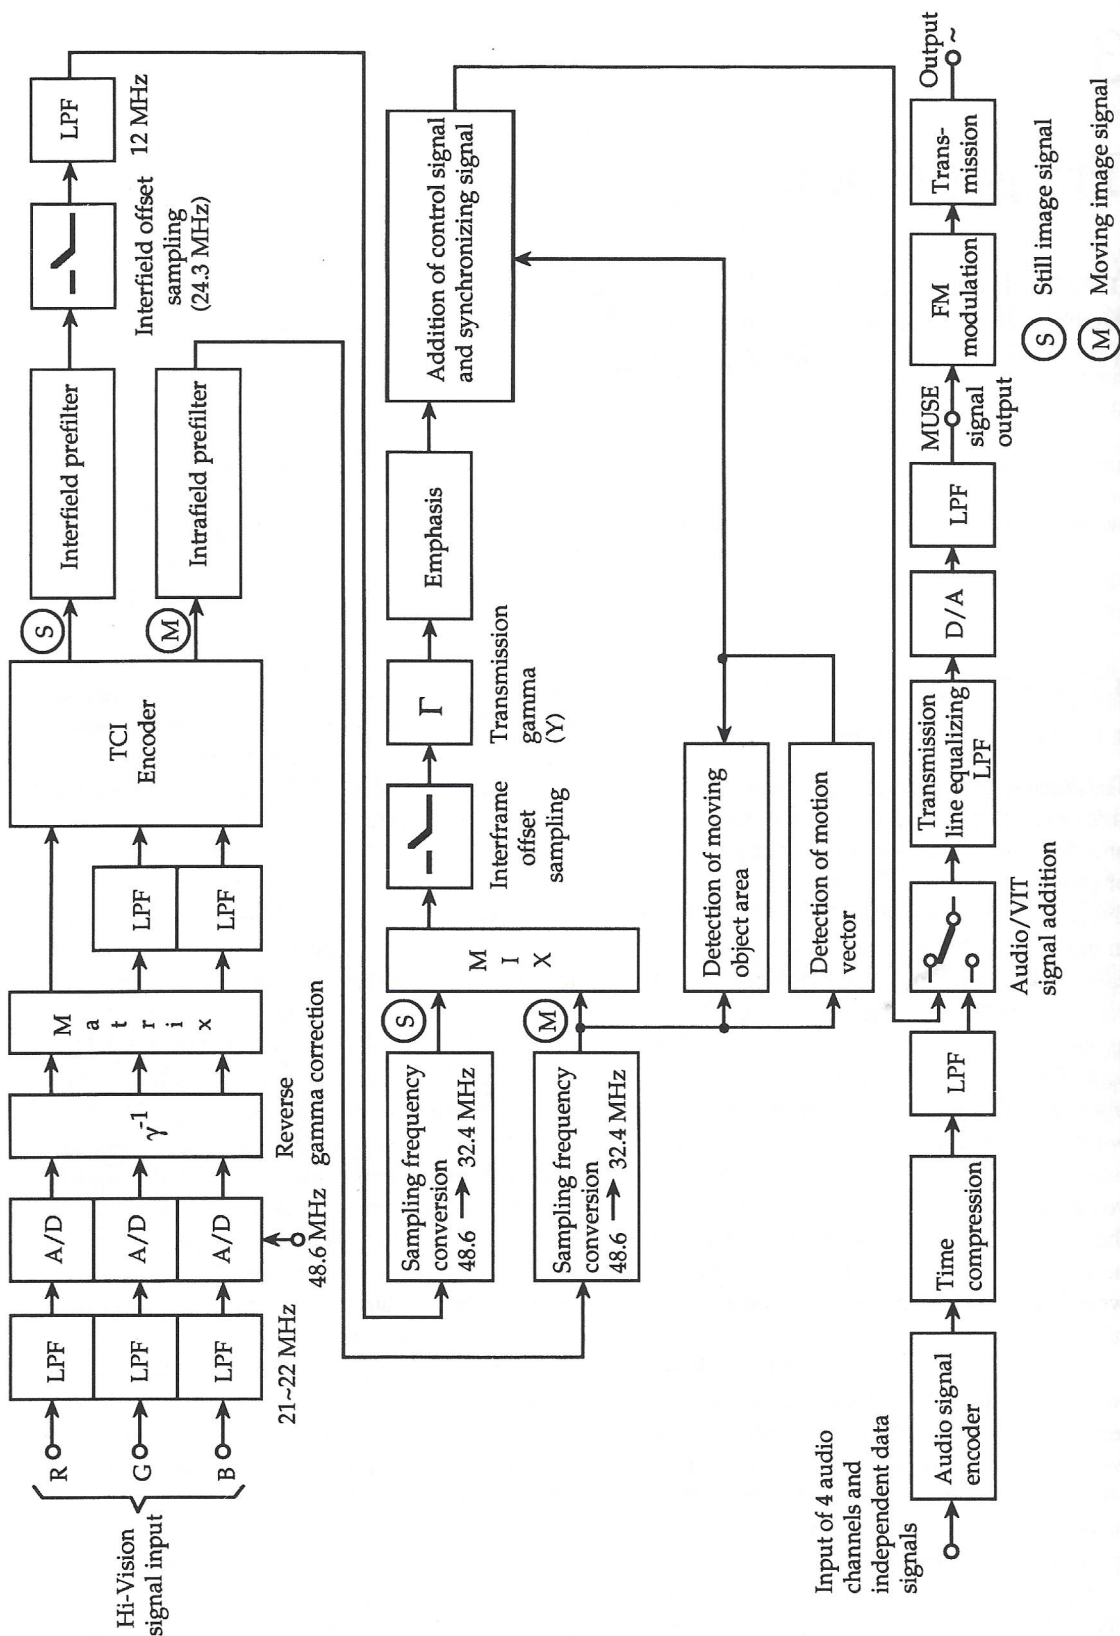 Hi-Vision
signal input
R
G
B
LPF
LPF
LPF
21~22 MHz
A/D
A/D
A/D
48.6 MHz
γ-1
Reverse
gamma correction
M
a
t
r
i
x
LPF
LPF
TCI
Encoder
S
M
Interfield prefilter
Intrafield prefilter
Interfield offset
sampling
(24.3 MHz)
LPF
12 MHz
Sampling frequency
conversion
48.6 → 32.4 MHz
Sampling frequency
conversion
48.6 → 32.4 MHz
S
M
M
I
X
Interframe
offset
sampling
Γ
Transmission
gamma
(Y)
Emphasis
Addition of control signal
and synchronizing signal
Detection of moving
object area
Detection of motion
vector
Input of 4 audio
channels and
independent data
signals
Audio signal
encoder
Time
compression
LPF
Audio/VIT
signal addition
Transmission
line equalizing
LPF
D/A
LPF
MUSE
signal
output
FM
modulation
Trans-
mission
Output
~
S Still image signal
M Moving image signal